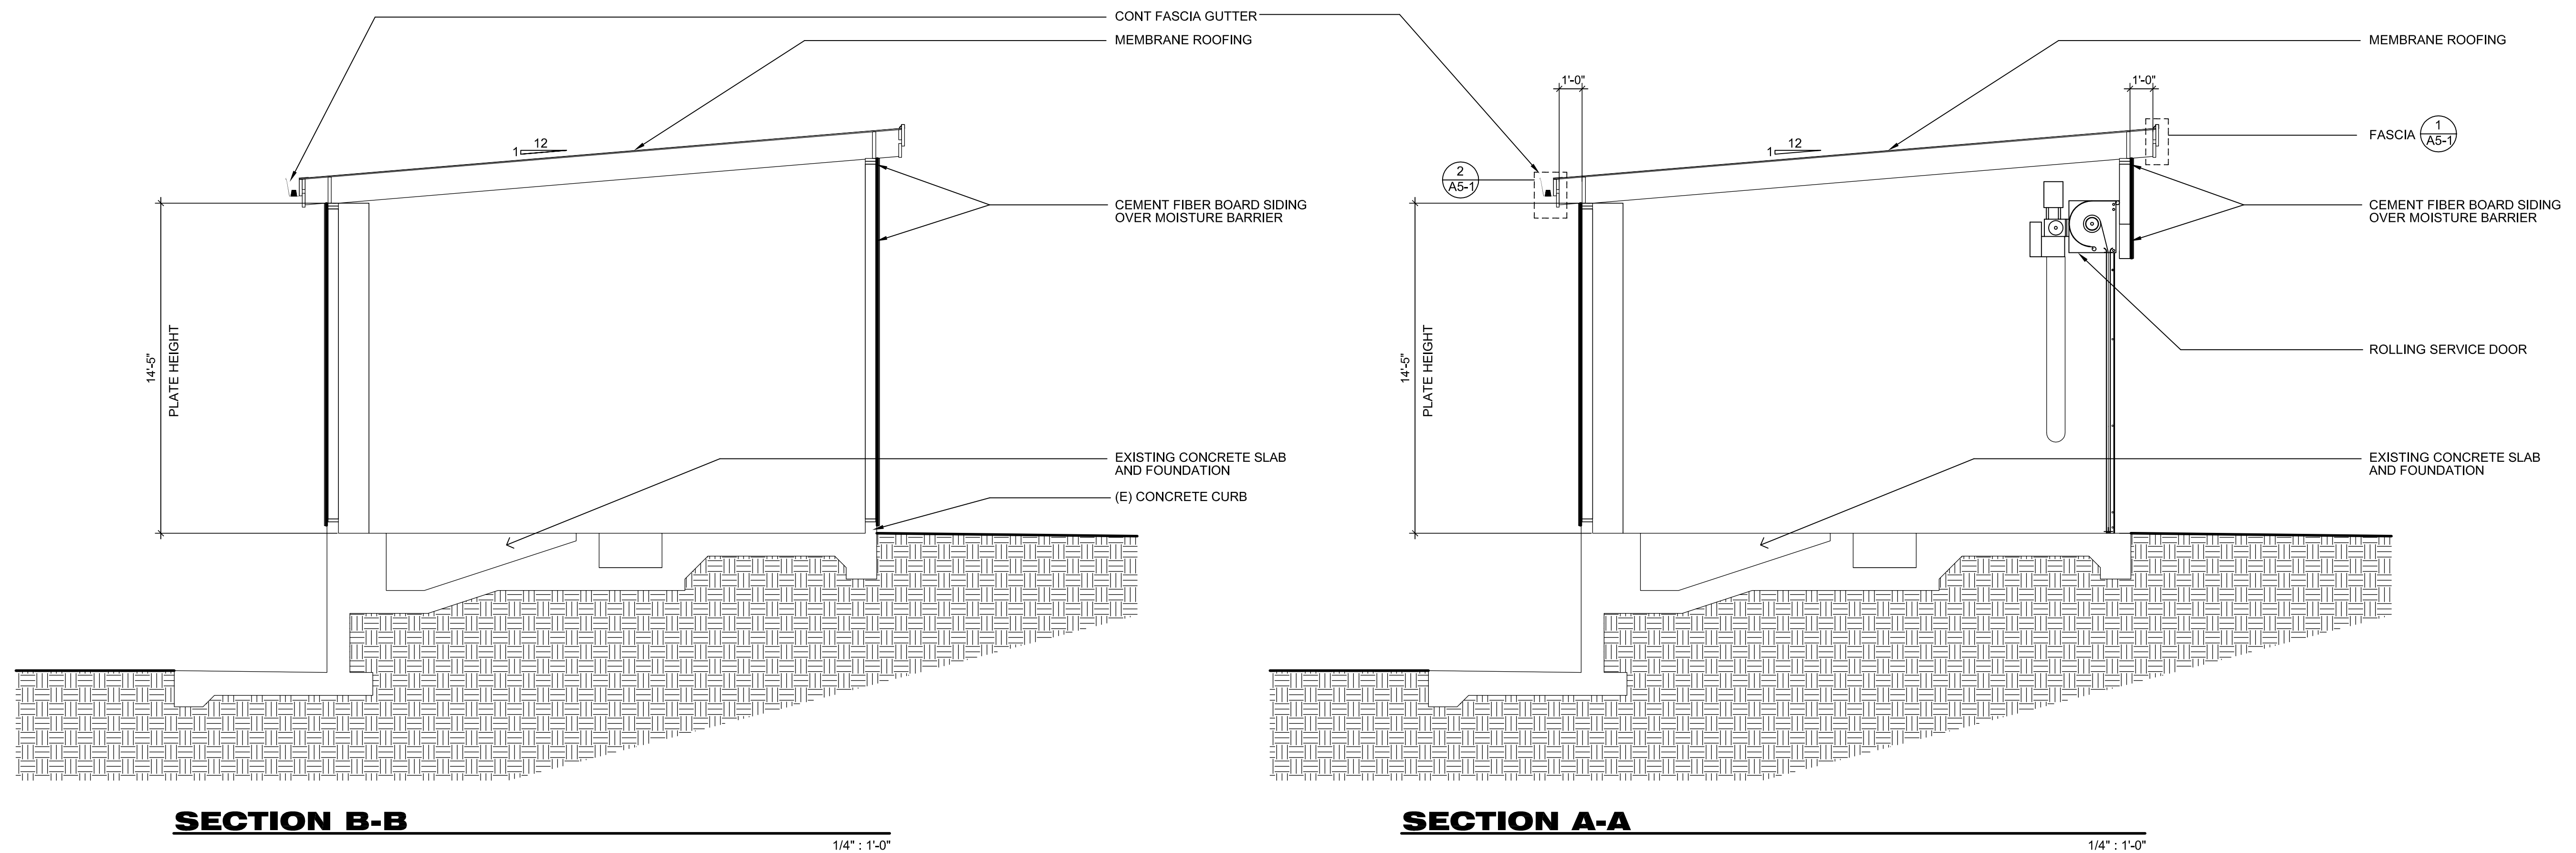 CONT FASCIA GUTTER
MEMBRANE ROOFING
12
1
CEMENT FIBER BOARD SIDING
OVER MOISTURE BARRIER
14'-5"
PLATE HEIGHT
EXISTING CONCRETE SLAB
AND FOUNDATION
(E) CONCRETE CURB
SECTION B-B
1/4" : 1'-0"
MEMBRANE ROOFING
1'-0"
1'-0"
12
1
FASCIA
1
A5-1
2
A5-1
CEMENT FIBER BOARD SIDING
OVER MOISTURE BARRIER
14'-5"
PLATE HEIGHT
ROLLING SERVICE DOOR
EXISTING CONCRETE SLAB
AND FOUNDATION
SECTION A-A
1/4" : 1'-0"